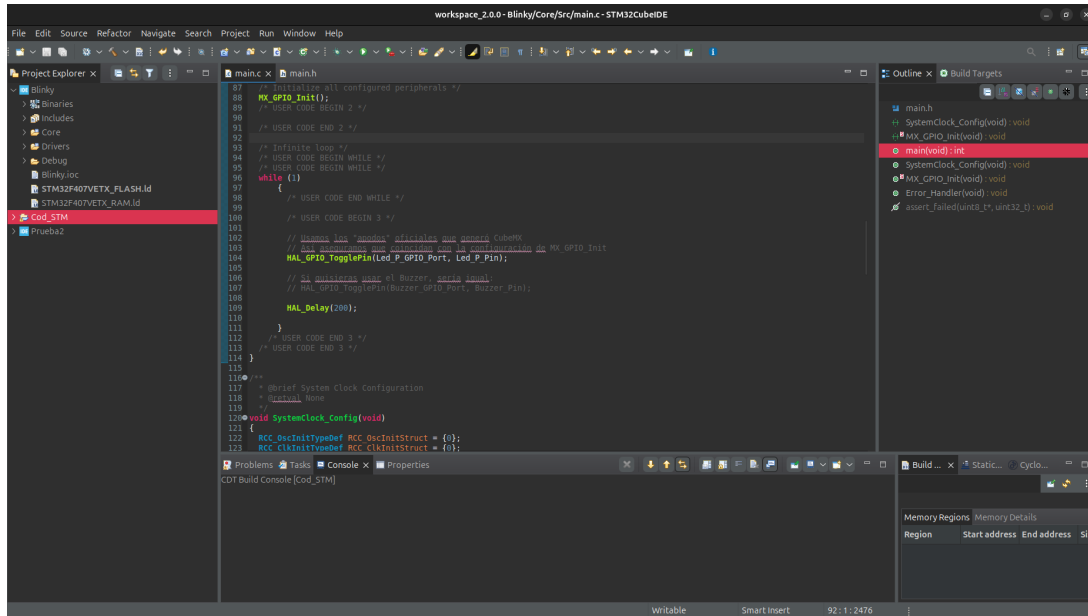 workspace_2.0.0 - Blinky/Core/Src/main.c - STM32CubeIDE
File Edit Source Refactor Navigate Search Project Run Window Help
Project Explorer
Blinky
Binaries
Includes
Core
Drivers
Debug
Blinky.ioc
STM32F407VETX_FLASH.ld
STM32F407VETX_RAM.ld
Cod_STM
Prueba2
main.c main.h
87 /* Initialize all configured peripherals */
88 MX_GPIO_Init();
89 /* USER CODE BEGIN 2 */
90
91 /* USER CODE END 2 */
92
93 /* Infinite loop */
94 /* USER CODE BEGIN WHILE */
95 /* USER CODE BEGIN WHILE */
96 while (1)
97 {
98 /* USER CODE END WHILE */
99
100 /* USER CODE BEGIN 3 */
101
102 // Usamos los "apodos" oficiales que generó CubeMX
103 // Así aseguramos que coincidan con la configuración de MX_GPIO_Init
104 HAL_GPIO_TogglePin(Led_P_GPIO_Port, Led_P_Pin);
105
106 // Si quisieras usar el Buzzer, sería igual:
107 // HAL_GPIO_TogglePin(Buzzer_GPIO_Port, Buzzer_Pin);
108
109 HAL_Delay(200);
110
111 }
112 /* USER CODE END 3 */
113 /* USER CODE END 3 */
114 }
115
116 /**
117 * @brief System Clock Configuration
118 * @retval None
119 */
120 void SystemClock_Config(void)
121 {
122 RCC_OscInitTypeDef RCC_OscInitStruct = {0};
123 RCC_ClkInitTypeDef RCC_ClkInitStruct = {0};
Outline Build Targets
main.h
SystemClock_Config(void) : void
MX_GPIO_Init(void) : void
main(void) : int
SystemClock_Config(void) : void
MX_GPIO_Init(void) : void
Error_Handler(void) : void
assert_failed(uint8_t*, uint32_t) : void
Problems Tasks Console Properties
CDT Build Console [Cod_STM]
Build ... Static... Cyclo...
Memory Regions Memory Details
Region Start address End address Si
Writable Smart Insert 92 : 1 : 2476